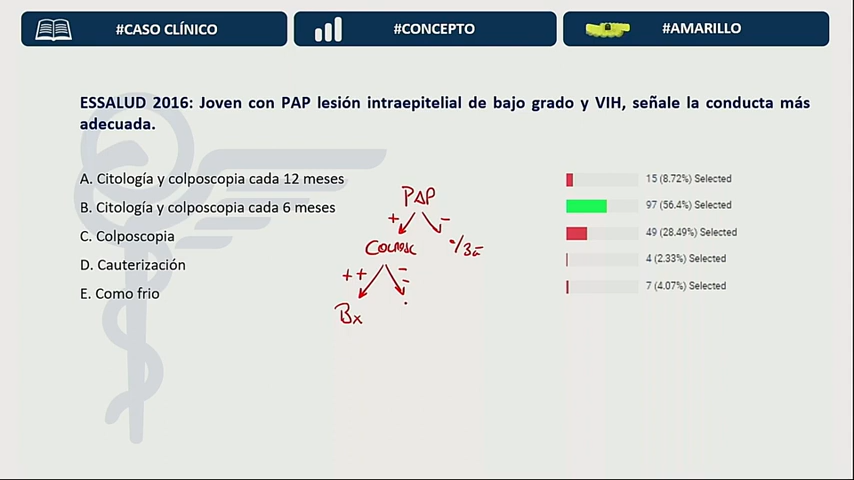 #CASO CLÍNICO
#CONCEPTO
#AMARILLO
ESSALUD 2016: Joven con PAP lesión intraepitelial de bajo grado y VIH, señale la conducta más
adecuada.
A. Citología y colposcopia cada 12 meses
15 (8.72%) Selected
B. Citología y colposcopia cada 6 meses
97 (56.4%) Selected
C. Colposcopia
49 (28.49%) Selected
D. Cauterización
4 (2.33%) Selected
E. Como frio
7 (4.07%) Selected
PAP
+ -
++ -
Bx